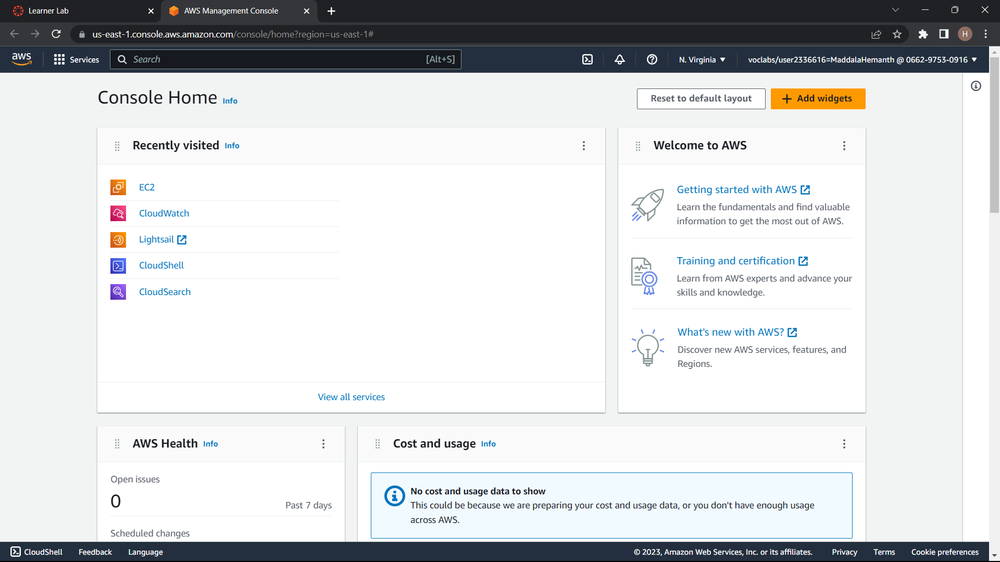 Learner Lab
AWS Management Console
us-east-1.console.aws.amazon.com/console/home?region=us-east-1#
H
aws
Services
Search
[Alt+S]
N. Virginia
voclabs/user2336616=MaddalaHemanth @ 0662-9753-0916
Console Home Info
Reset to default layout
Add widgets
Recently visited Info
EC2
CloudWatch
Lightsail
CloudShell
CloudSearch
View all services
Welcome to AWS
Getting started with AWS
Learn the fundamentals and find valuable
information to get the most out of AWS.
Training and certification
Learn from AWS experts and advance your
skills and knowledge.
What's new with AWS?
Discover new AWS services, features, and
Regions.
AWS Health Info
Open issues
0
Past 7 days
Scheduled changes
Cost and usage Info
No cost and usage data to show
This could be because we are preparing your cost and usage data, or you don't have enough usage
across AWS.
CloudShell
Feedback
Language
© 2023, Amazon Web Services, Inc. or its affiliates.
Privacy
Terms
Cookie preferences